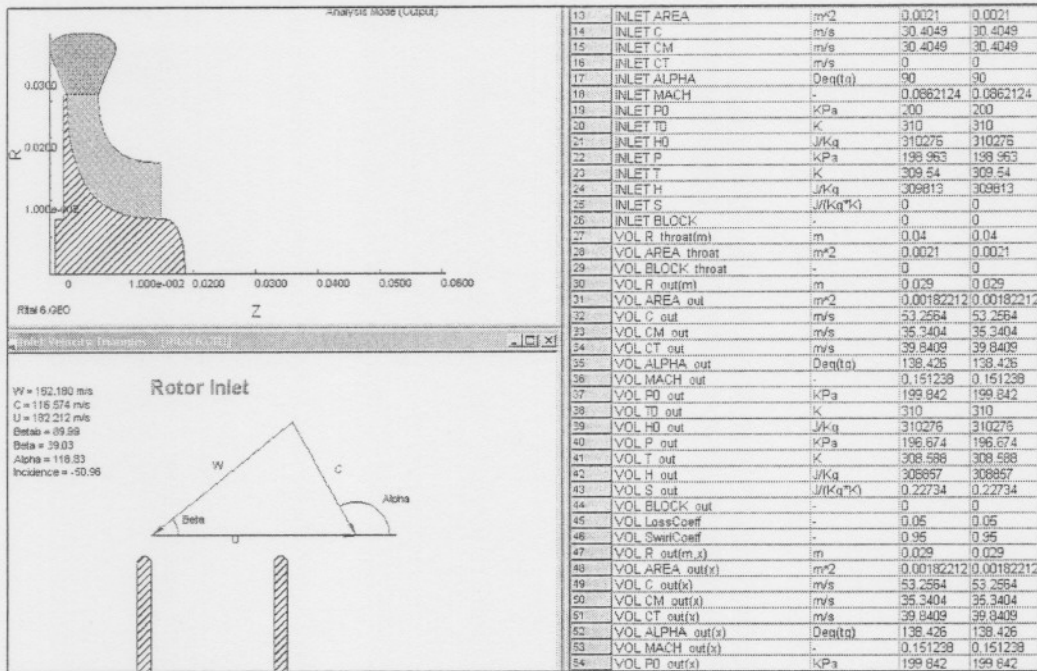 Analysis Mode (Output)
R
0.0300
0.0200
1.000e-002
0 1.000e-002 0.0200 0.0300 0.0400 0.0500 0.0600
Z
Rital 6.GEO
Inlet Velocity Triangles
Rotor Inlet
W = 152.180 m/s
C = 116.574 m/s
U = 182.212 m/s
Betab = 89.99
Beta = 39.03
Alpha = 118.83
Incidence = -50.96
W
C
Alpha
Beta
U
13 INLET AREA m^2 0.0021 0.0021
14 INLET C m/s 30.4049 30.4049
15 INLET CM m/s 30.4049 30.4049
16 INLET CT m/s 0 0
17 INLET ALPHA Deg(tg) 90 90
18 INLET MACH - 0.0862124 0.0862124
19 INLET P0 KPa 200 200
20 INLET T0 K 310 310
21 INLET H0 J/Kg 310276 310276
22 INLET P KPa 198.963 198.963
23 INLET T K 309.54 309.54
24 INLET H J/Kg 309813 309813
25 INLET S J/(Kg*K) 0 0
26 INLET BLOCK - 0 0
27 VOL R throat(m) m 0.04 0.04
28 VOL AREA throat m^2 0.0021 0.0021
29 VOL BLOCK throat - 0 0
30 VOL R out(m) m 0.029 0.029
31 VOL AREA out m^2 0.00182212 0.00182212
32 VOL C out m/s 53.2564 53.2564
33 VOL CM out m/s 35.3404 35.3404
34 VOL CT out m/s 39.8409 39.8409
35 VOL ALPHA out Deg(tg) 138.426 138.426
36 VOL MACH out - 0.151238 0.151238
37 VOL P0 out KPa 199.842 199.842
38 VOL T0 out K 310 310
39 VOL H0 out J/Kg 310276 310276
40 VOL P out KPa 196.674 196.674
41 VOL T out K 308.588 308.588
42 VOL H out J/Kg 308857 308857
43 VOL S out J/(Kg*K) 0.22734 0.22734
44 VOL BLOCK out - 0 0
45 VOL LossCoeff - 0.05 0.05
46 VOL SwirlCoeff - 0.95 0.95
47 VOL R out(m,x) m 0.029 0.029
48 VOL AREA out(x) m^2 0.00182212 0.00182212
49 VOL C out(x) m/s 53.2564 53.2564
50 VOL CM out(x) m/s 35.3404 35.3404
51 VOL CT out(x) m/s 39.8409 39.8409
52 VOL ALPHA out(x) Deg(tg) 138.426 138.426
53 VOL MACH out(x) - 0.151238 0.151238
54 VOL P0 out(x) KPa 199.842 199.842